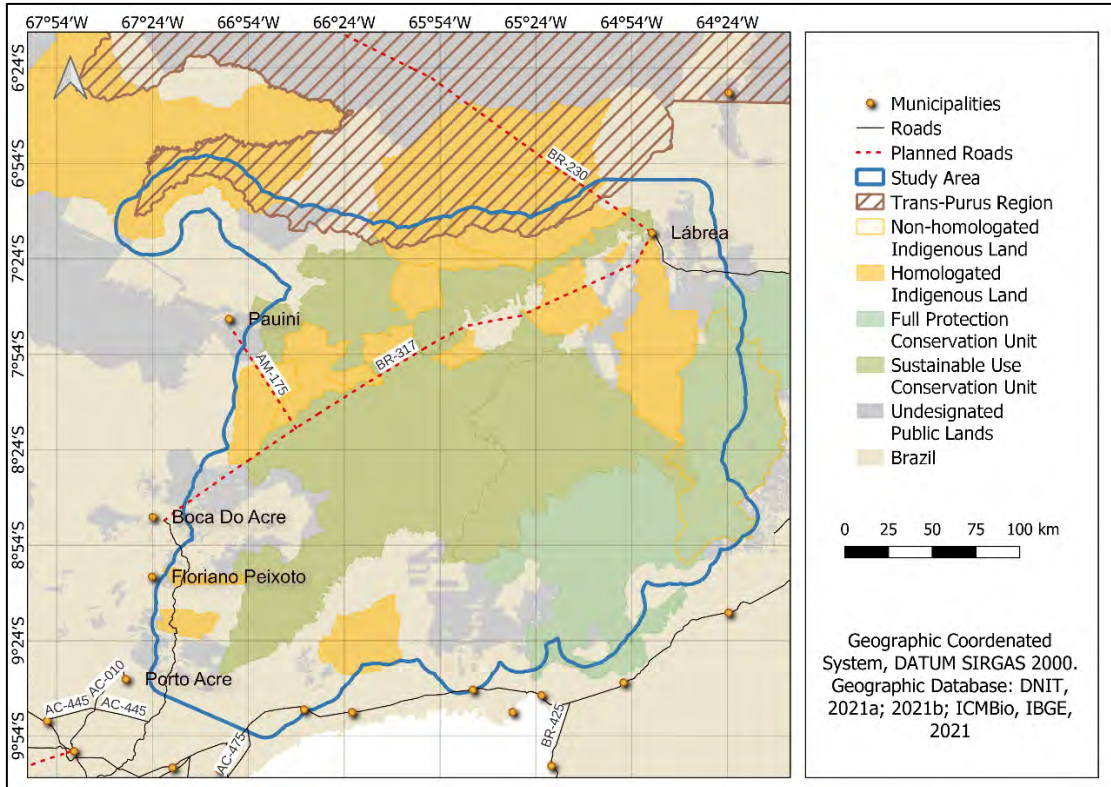 67°54'W 67°24'W 66°54'W 66°24'W 65°54'W 65°24'W 64°54'W 64°24'W
6°24'S
6°54'S
7°24'S
7°54'S
8°24'S
8°54'S
9°24'S
9°54'S
BR-230
Lábrea
Pauini
AM-175
BR-317
Boca Do Acre
Floriano Peixoto
Porto Acre
AC-010
AC-445
AC-445
AC-475
BR-425
Municipalities
Roads
Planned Roads
Study Area
Trans-Purus Region
Non-homologated
Indigenous Land
Homologated
Indigenous Land
Full Protection
Conservation Unit
Sustainable Use
Conservation Unit
Undesignated
Public Lands
Brazil
0 25 50 75 100 km
Geographic Coordenated
System, DATUM SIRGAS 2000.
Geographic Database: DNIT,
2021a; 2021b; ICMBio, IBGE,
2021